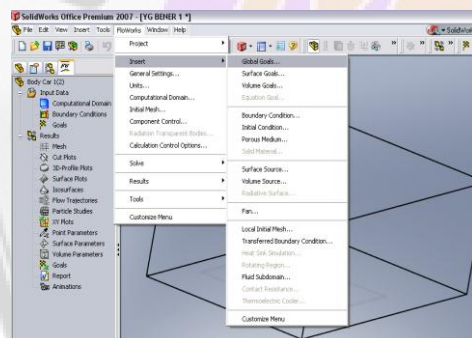 SolidWorks Office Premium 2007 - [YG BENER 1 *]
File Edit View Insert Tools FloWorks Window Help
Body Car 1(2)
Input Data
Computational Domain
Boundary Conditions
Goals
Results
Mesh
Cut Plots
3D-Profile Plots
Surface Plots
Isosurfaces
Flow Trajectories
Particle Studies
XY Plots
Point Parameters
Surface Parameters
Volume Parameters
Goals
Report
Animations
Project
Insert
General Settings...
Units...
Computational Domain...
Initial Mesh...
Component Control...
Radiation Transparent Bodies...
Calculation Control Options...
Solve
Results
Tools
Customize Menu
Global Goals...
Surface Goals...
Volume Goals...
Equation Goal...
Boundary Condition...
Initial Condition...
Porous Medium...
Solid Material...
Surface Source...
Volume Source...
Radiative Surface...
Fan...
Local Initial Mesh...
Transferred Boundary Condition...
Heat Sink Simulation...
Rotating Region...
Fluid Subdomain...
Contact Resistance...
Thermoelectric Cooler...
Customize Menu